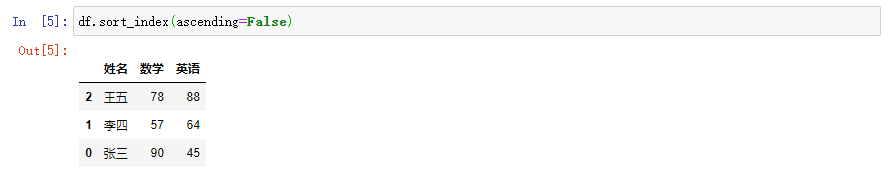 In [5]: df.sort_index(ascending=False)
Out[5]:
姓名 数学 英语
2 王五 78 88
1 李四 57 64
0 张三 90 45